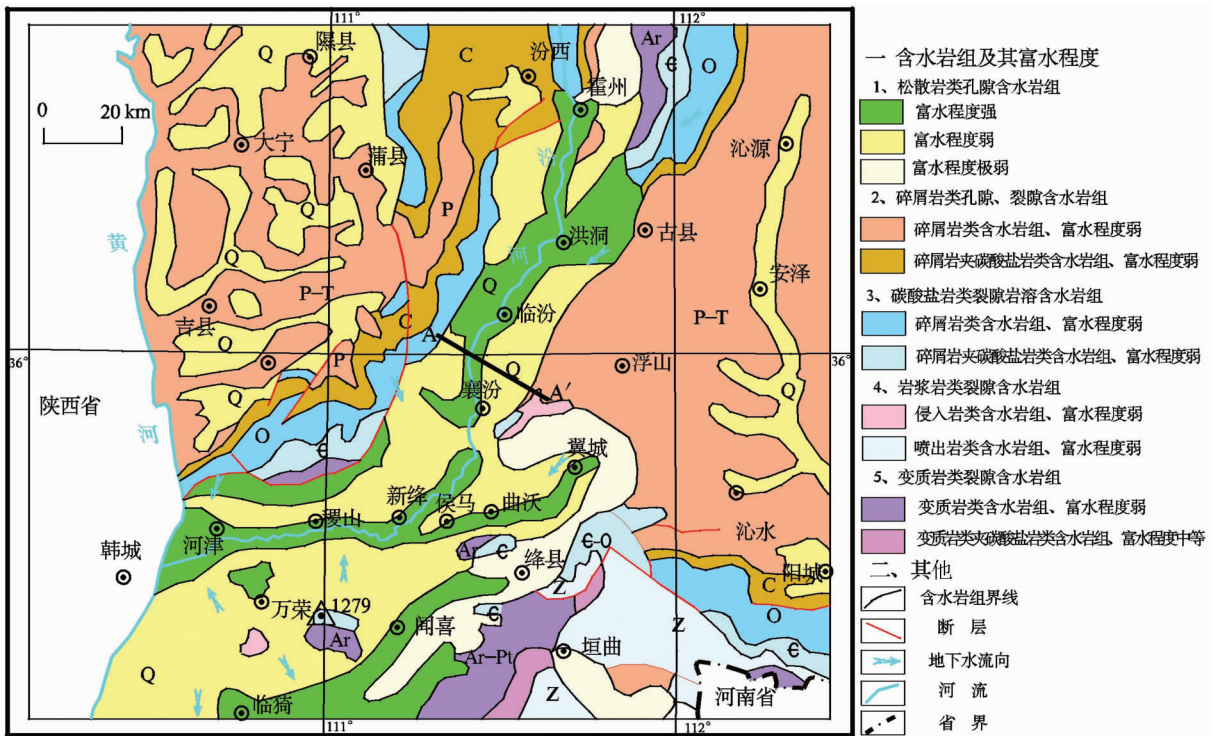 111°
112°
隰县
Q
C
汾西
Ar
Є
O
霍州
0 20 km
大宁
蒲县
汾
沁源
P
Q
黄
河
洪洞
古县
Q
Q
安泽
P-T
临汾
P-T
吉县
C
A
36°
36°
Q
P
Q
浮山
襄汾
A′
Q
陕西省
Q
河
O
Є
翼城
新绛
侯马
曲沃
稷山
河津
沁水
韩城
Ar
Є
Є-O
绛县
阳城
C
Z
万荣
1279
O
闻喜
Є
Z
Є
Ar
Ar-Pt
垣曲
Q
Z
河南省
临猗
111°
112°
一 含水岩组及其富水程度
1、松散岩类孔隙含水岩组
富水程度强
富水程度弱
富水程度极弱
2、碎屑岩类孔隙、裂隙含水岩组
碎屑岩类含水岩组、富水程度弱
碎屑岩夹碳酸盐岩类含水岩组、富水程度弱
3、碳酸盐岩类裂隙岩溶含水岩组
碎屑岩类含水岩组、富水程度弱
碎屑岩夹碳酸盐岩类含水岩组、富水程度弱
4、岩浆岩类裂隙含水岩组
侵入岩类含水岩组、富水程度弱
喷出岩类含水岩组、富水程度弱
5、变质岩类裂隙含水岩组
变质岩类含水岩组、富水程度弱
变质岩类夹碳酸盐岩类含水岩组、富水程度中等
二、其他
含水岩组界线
断 层
地下水流向
河 流
省 界